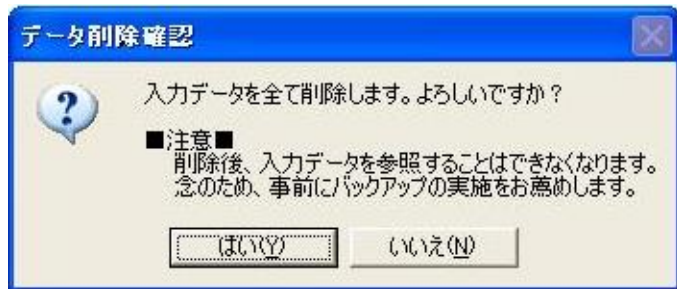 データ削除確認
入力データを全て削除します。よろしいですか？
■注意■
削除後、入力データを参照することはできなくなります。
念のため、事前にバックアップの実施をお薦めします。
はい(Y)
いいえ(N)